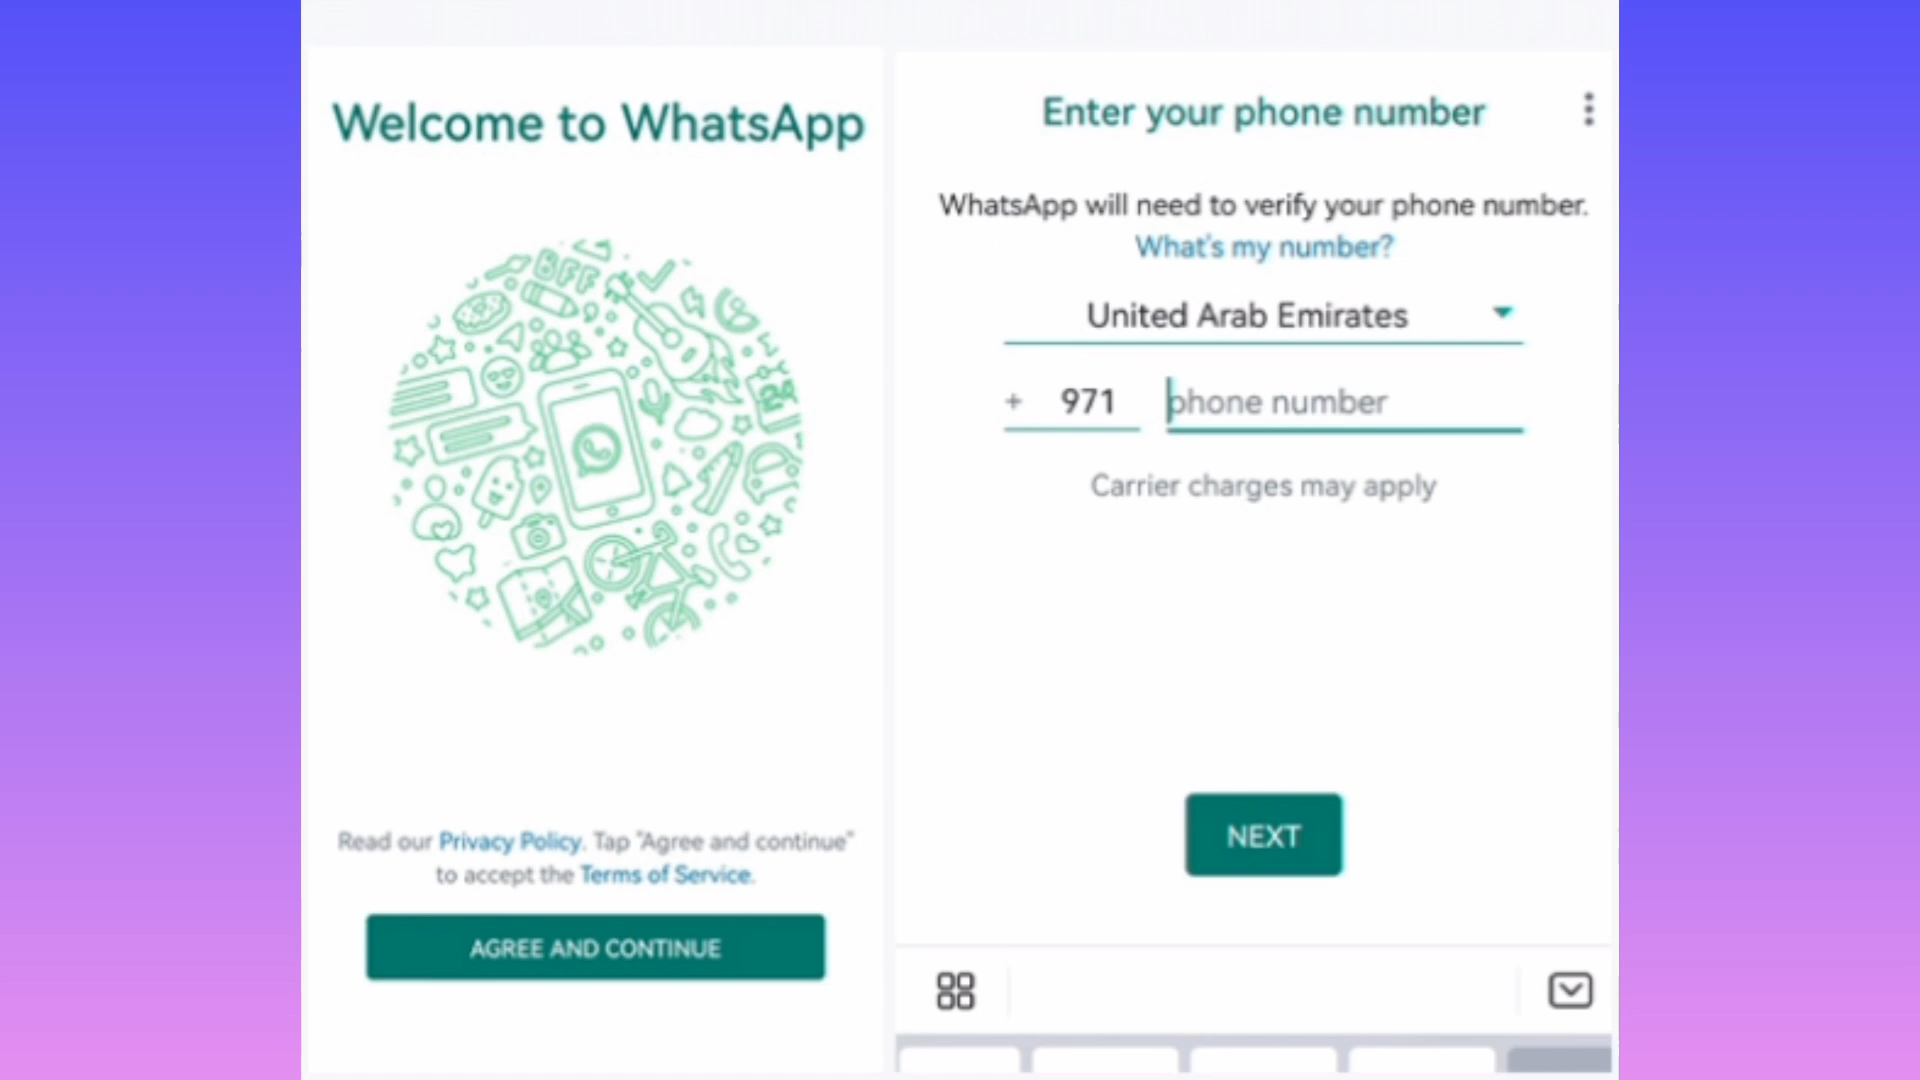 Welcome to WhatsApp
BFF
24
Read our Privacy Policy. Tap "Agree and continue"
to accept the Terms of Service.
AGREE AND CONTINUE
Enter your phone number
WhatsApp will need to verify your phone number.
What's my number?
United Arab Emirates
+ 971 phone number
Carrier charges may apply
NEXT